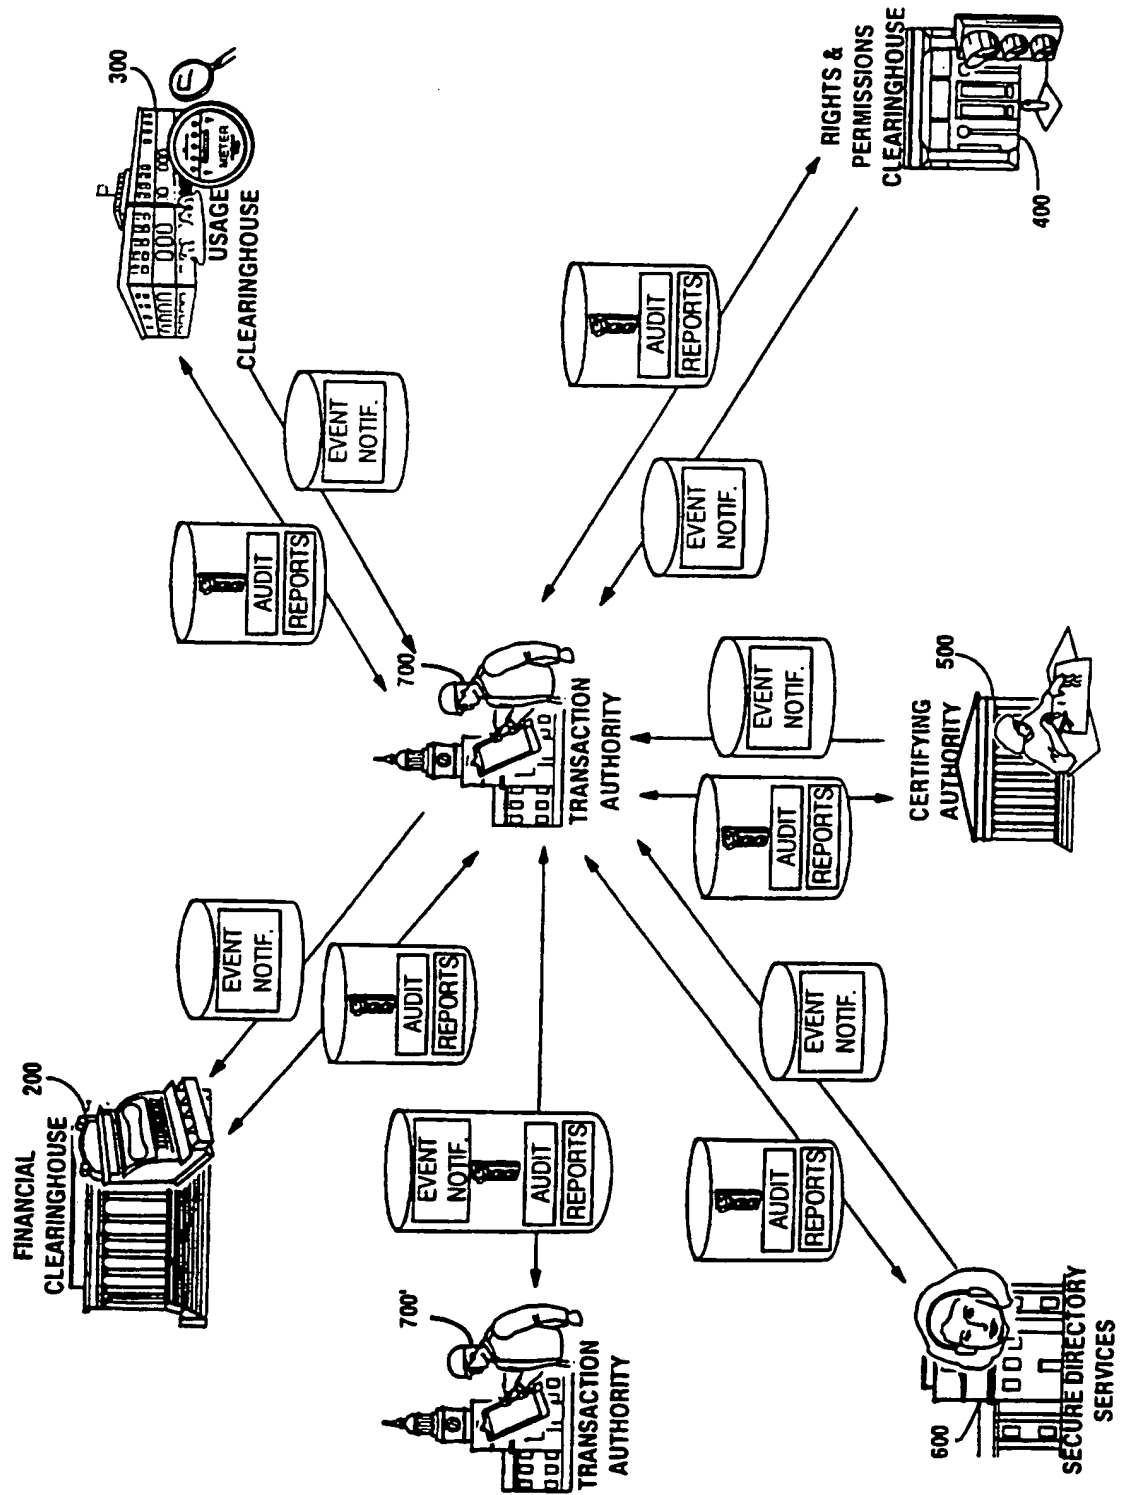 FINANCIAL
CLEARINGHOUSE
200
EVENT
NOTIF.
AUDIT
REPORTS
300
METER
USAGE
CLEARINGHOUSE
AUDIT
REPORTS
EVENT
NOTIF.
700'
TRANSACTION
AUTHORITY
EVENT
NOTIF.
AUDIT
REPORTS
700
TRANSACTION
AUTHORITY
AUDIT
REPORTS
EVENT
NOTIF.
RIGHTS &
PERMISSIONS
CLEARINGHOUSE
400
AUDIT
REPORTS
EVENT
NOTIF.
600
SECURE DIRECTORY
SERVICES
AUDIT
REPORTS
EVENT
NOTIF.
CERTIFYING
AUTHORITY
500